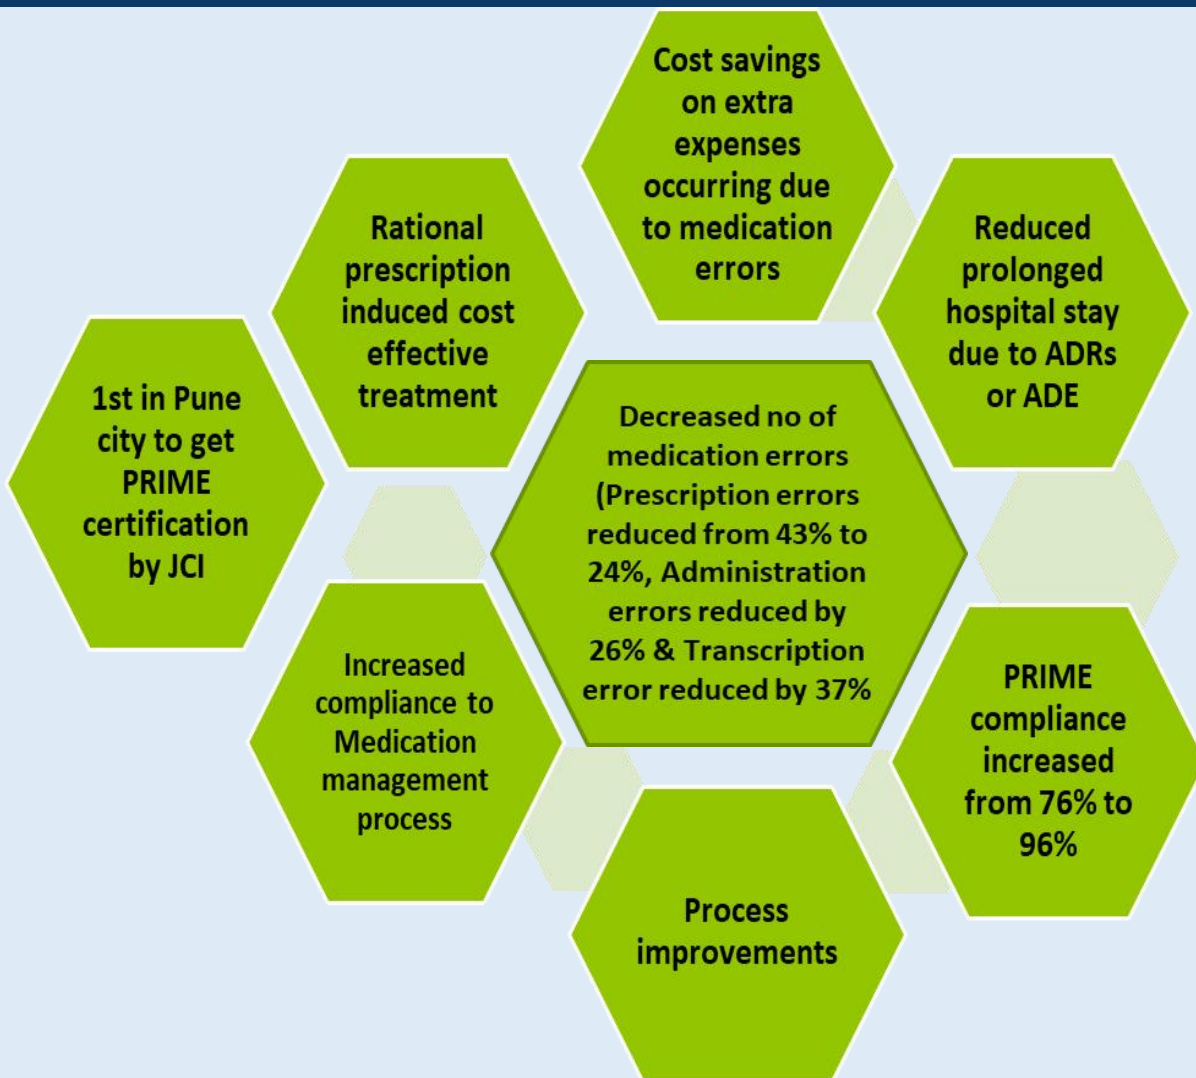 Cost savings
on extra
expenses
occurring due
to medication
errors
Rational
prescription
induced cost
effective
treatment
Reduced
prolonged
hospital stay
due to ADRs
or ADE
1st in Pune
city to get
PRIME
certification
by JCI
Decreased no of
medication errors
(Prescription errors
reduced from 43% to
24%, Administration
errors reduced by
26% & Transcription
error reduced by 37%
Increased
compliance to
Medication
management
process
PRIME
compliance
increased
from 76% to
96%
Process
improvements